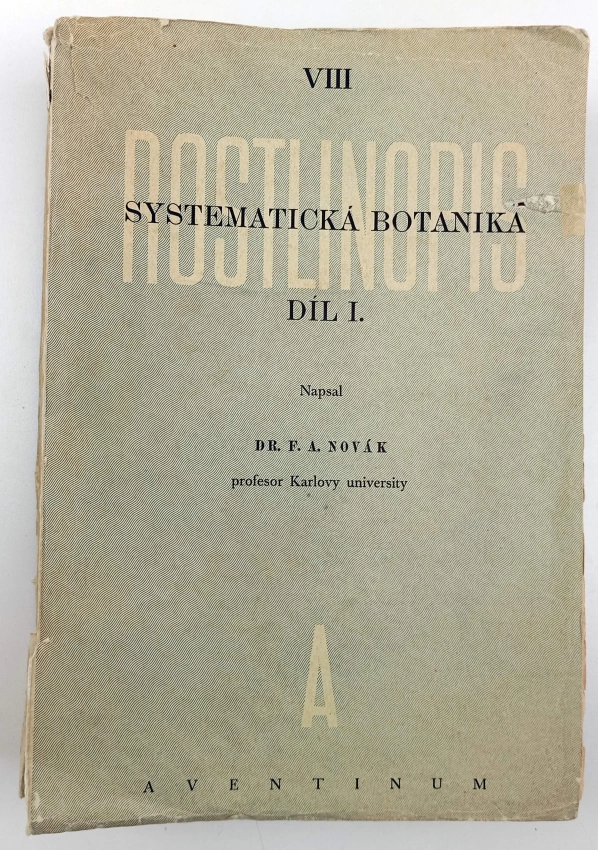 VIII
ROSTLINOPIS
SYSTEMATICKÁ BOTANIKA
DÍL I.
Napsal
DR. F. A. NOVÁK
profesor Karlovy university
A
AVENTINUM